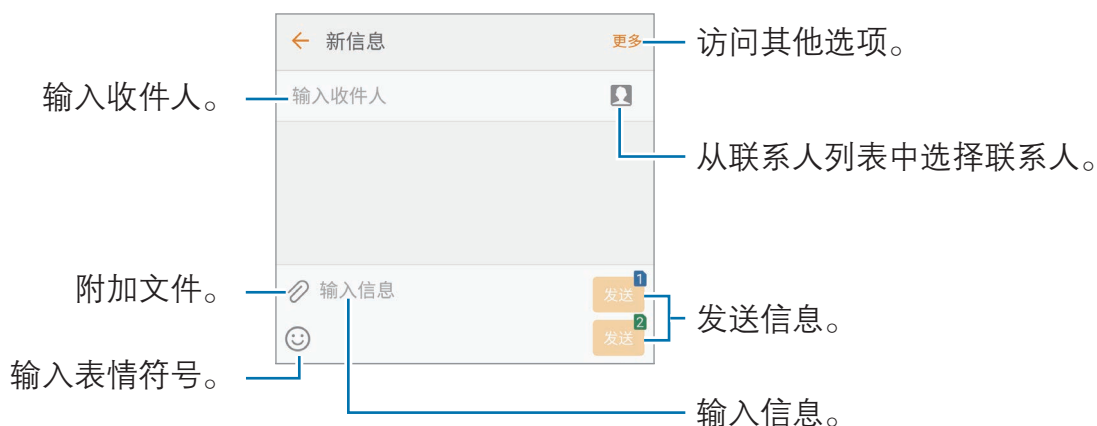 新信息
更多
访问其他选项。
输入收件人。
输入收件人
从联系人列表中选择联系人。
附加文件。
输入信息
发送
1
发送信息。
发送
2
输入表情符号。
输入信息。